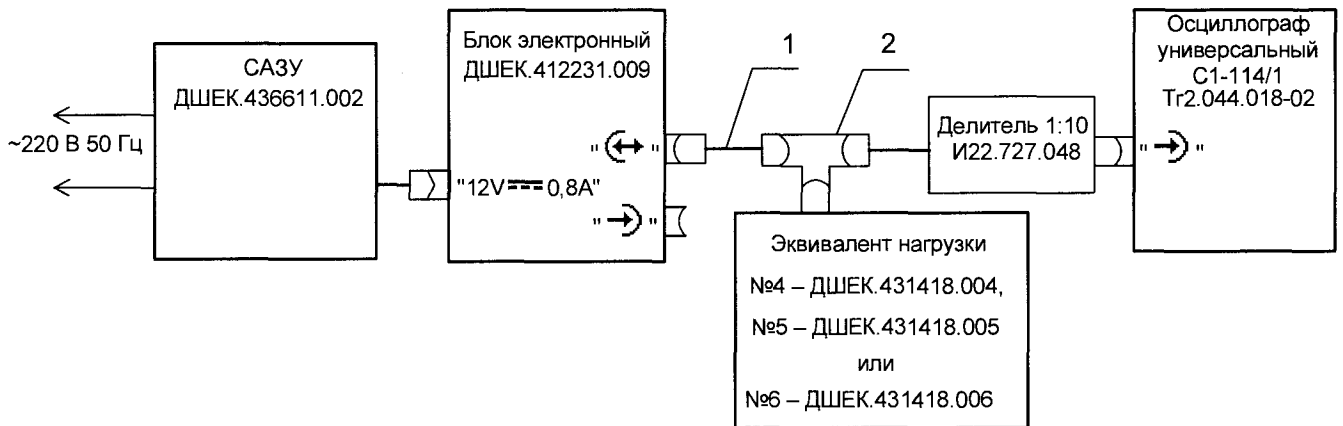 ~220 В 50 Гц
САЗУ
ДШЕК.436611.002
Блок электронный
ДШЕК.412231.009
" "
"12V 0,8A"
" "
1
2
Делитель 1:10
И22.727.048
Осциллограф
универсальный
С1-114/1
Тг2.044.018-02
" "
Эквивалент нагрузки
№4 – ДШЕК.431418.004,
№5 – ДШЕК.431418.005
или
№6 – ДШЕК.431418.006